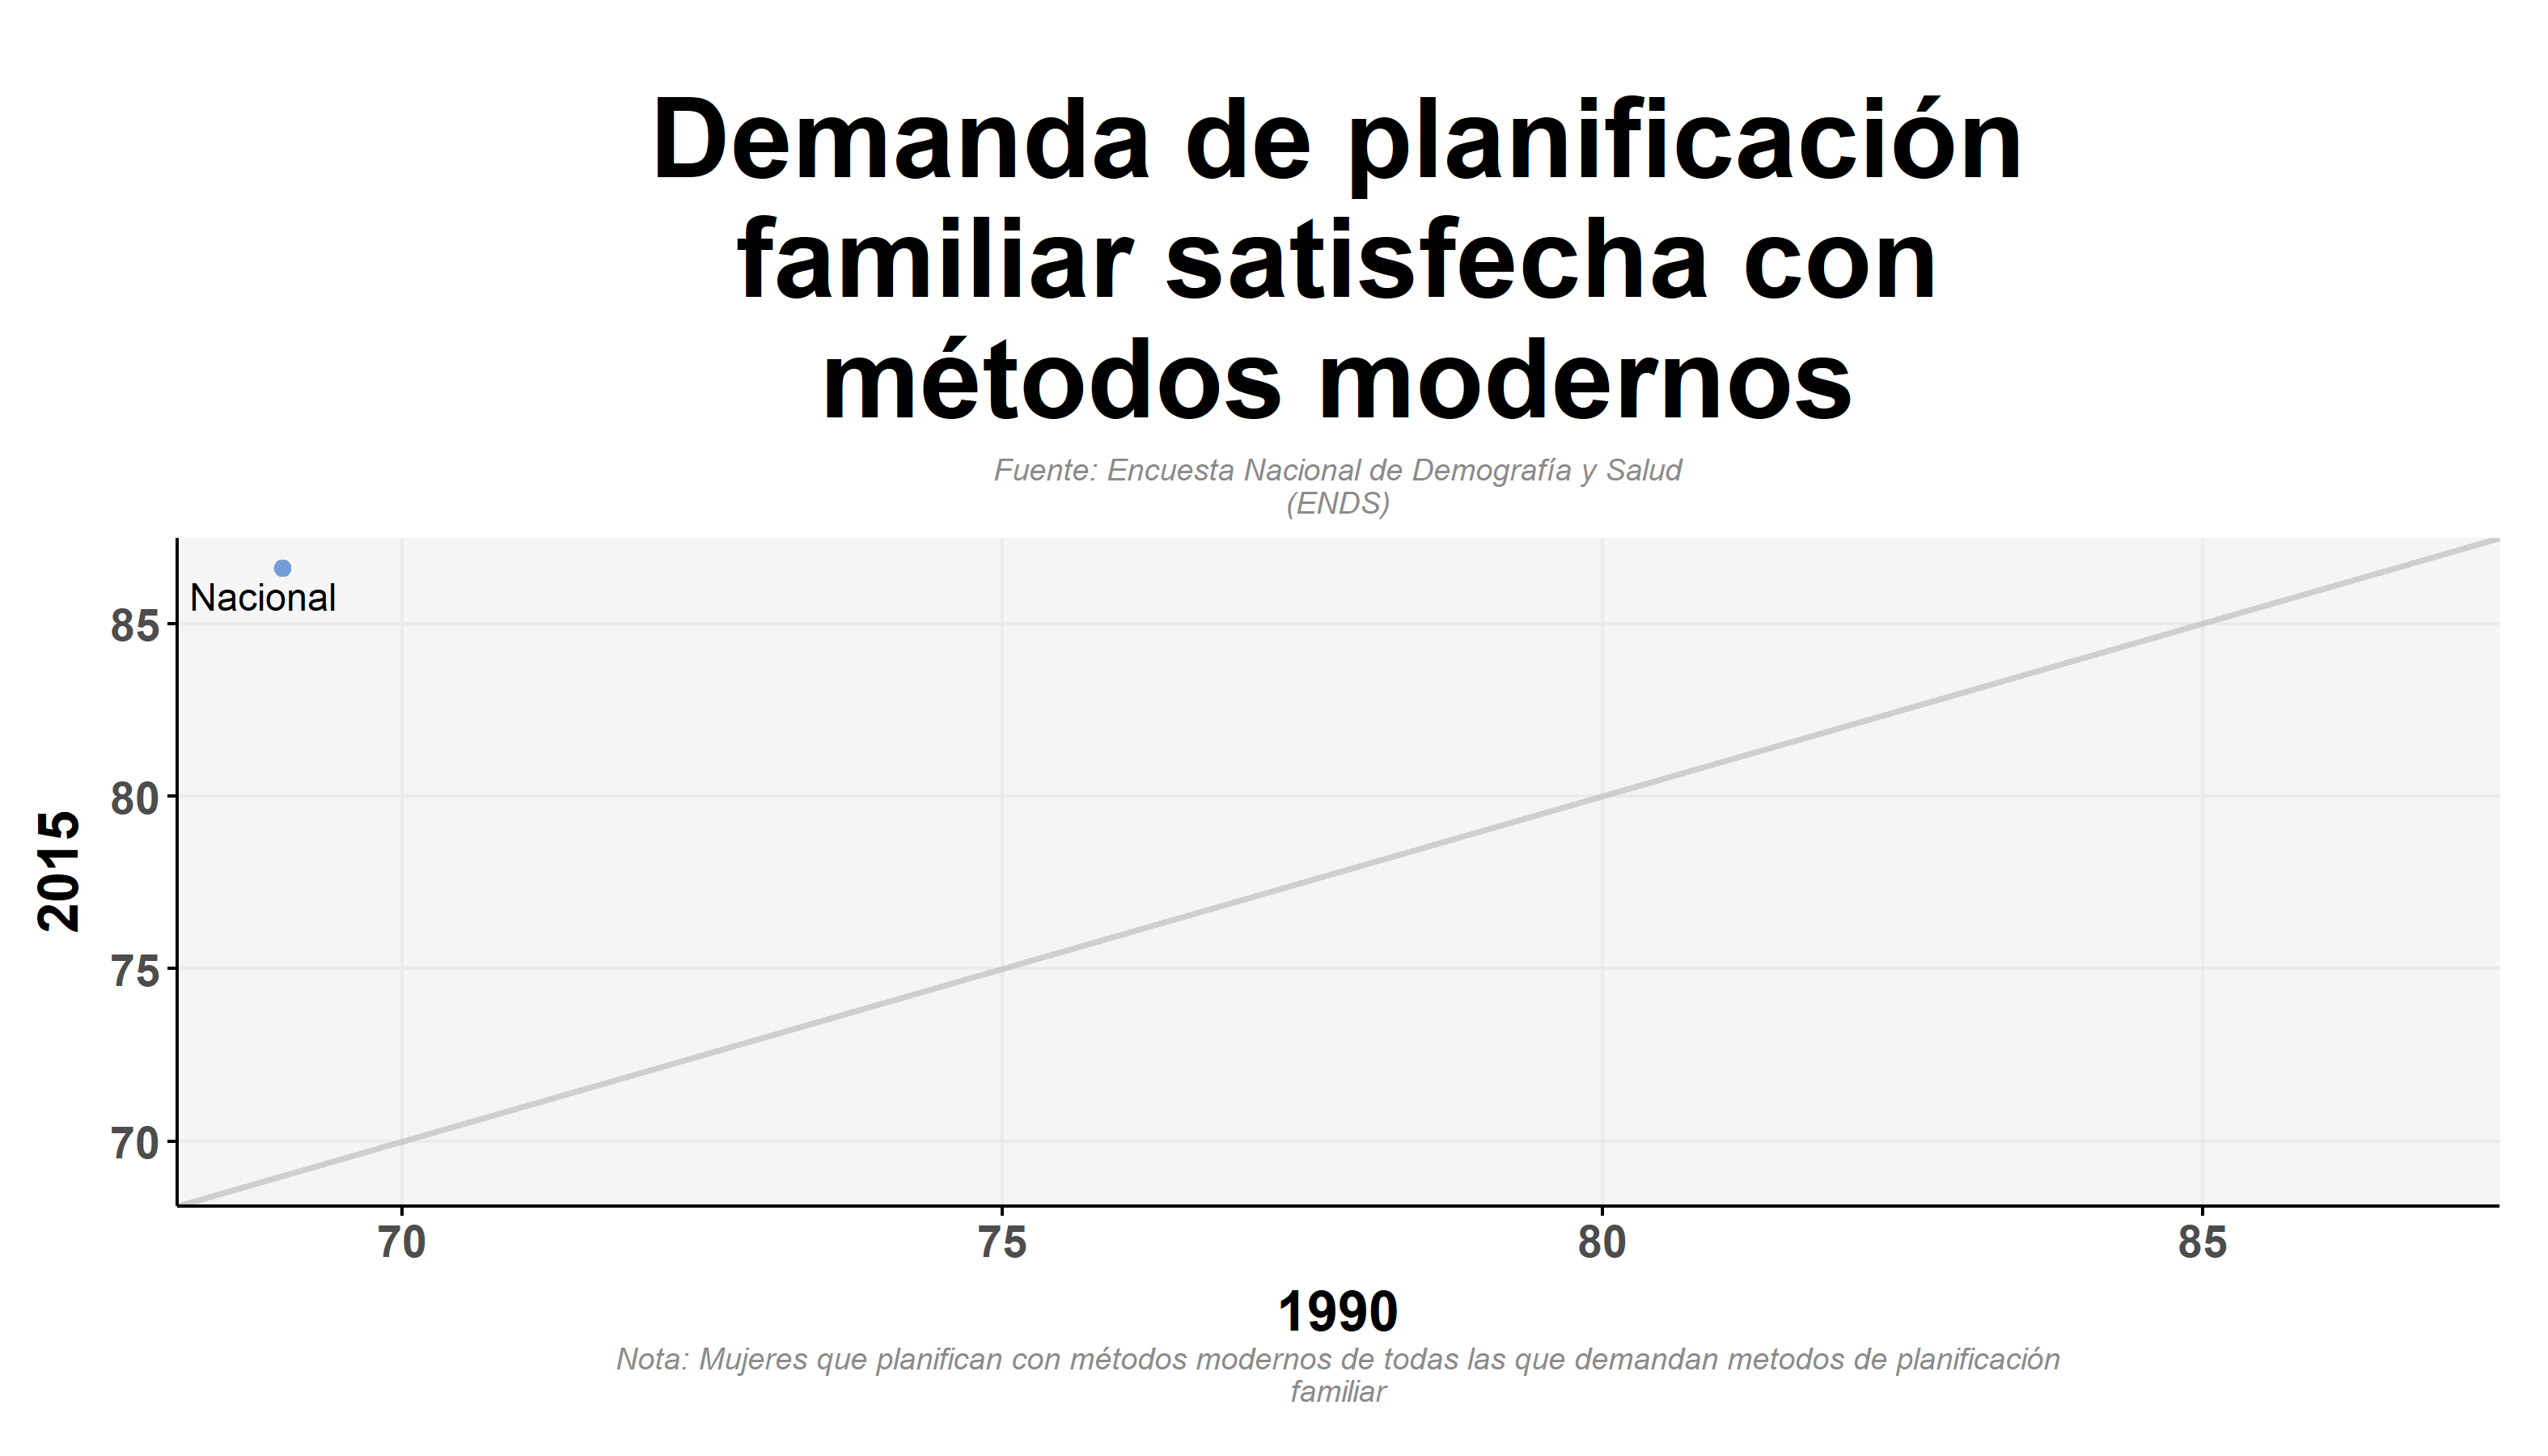 Demanda de planificación
familiar satisfecha con
métodos modernos
Fuente: Encuesta Nacional de Demografía y Salud
(ENDS)
Nacional
85
80
75
70
2015
70
75
80
85
1990
Nota: Mujeres que planifican con métodos modernos de todas las que demandan metodos de planificación
familiar